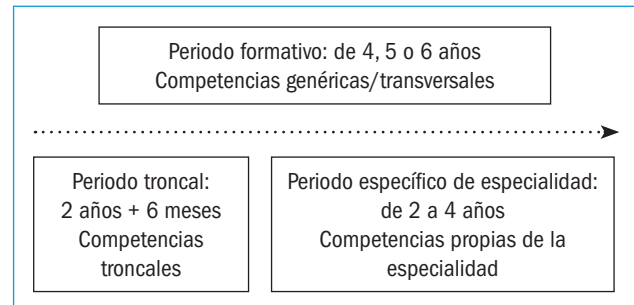 Periodo formativo: de 4, 5 o 6 años
Competencias genéricas/transversales
Periodo troncal:
2 años + 6 meses
Competencias
troncales
Periodo específico de especialidad:
de 2 a 4 años
Competencias propias de la
especialidad